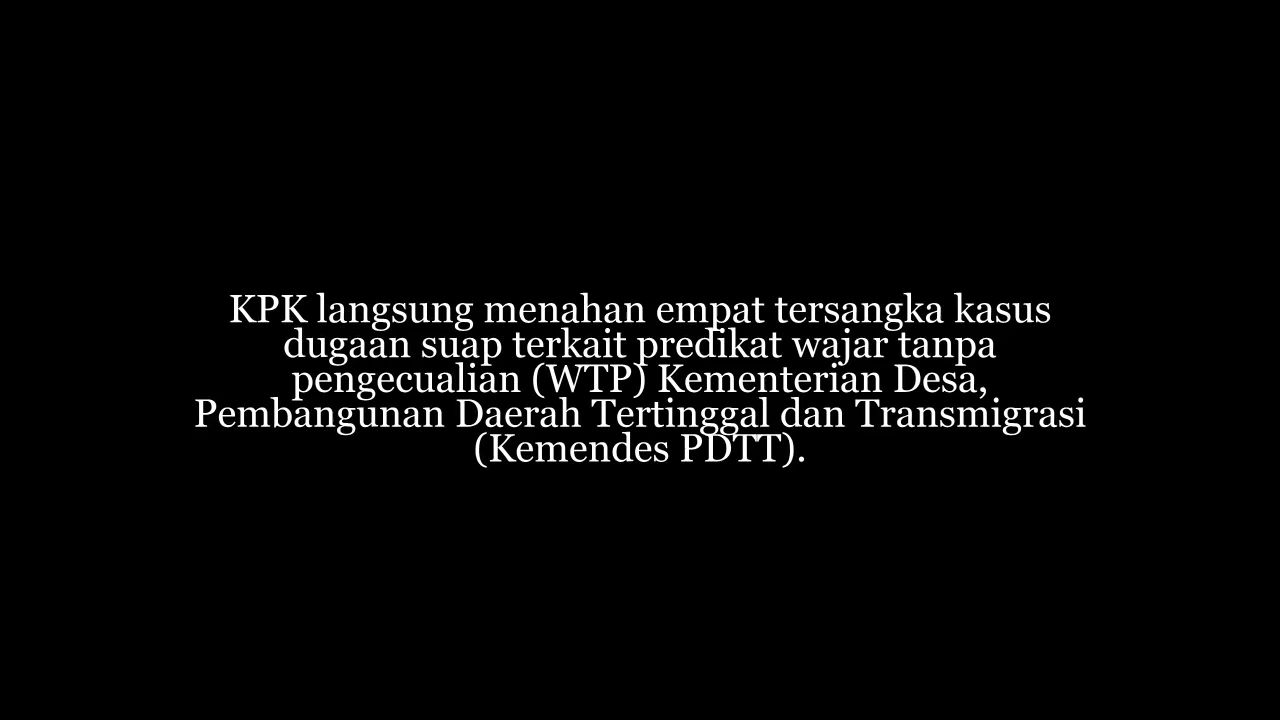 KPK langsung menahan empat tersangka kasus
dugaan suap terkait predikat wajar tanpa
pengecualian (WTP) Kementerian Desa,
Pembangunan Daerah Tertinggal dan Transmigrasi
(Kemendes PDTT).